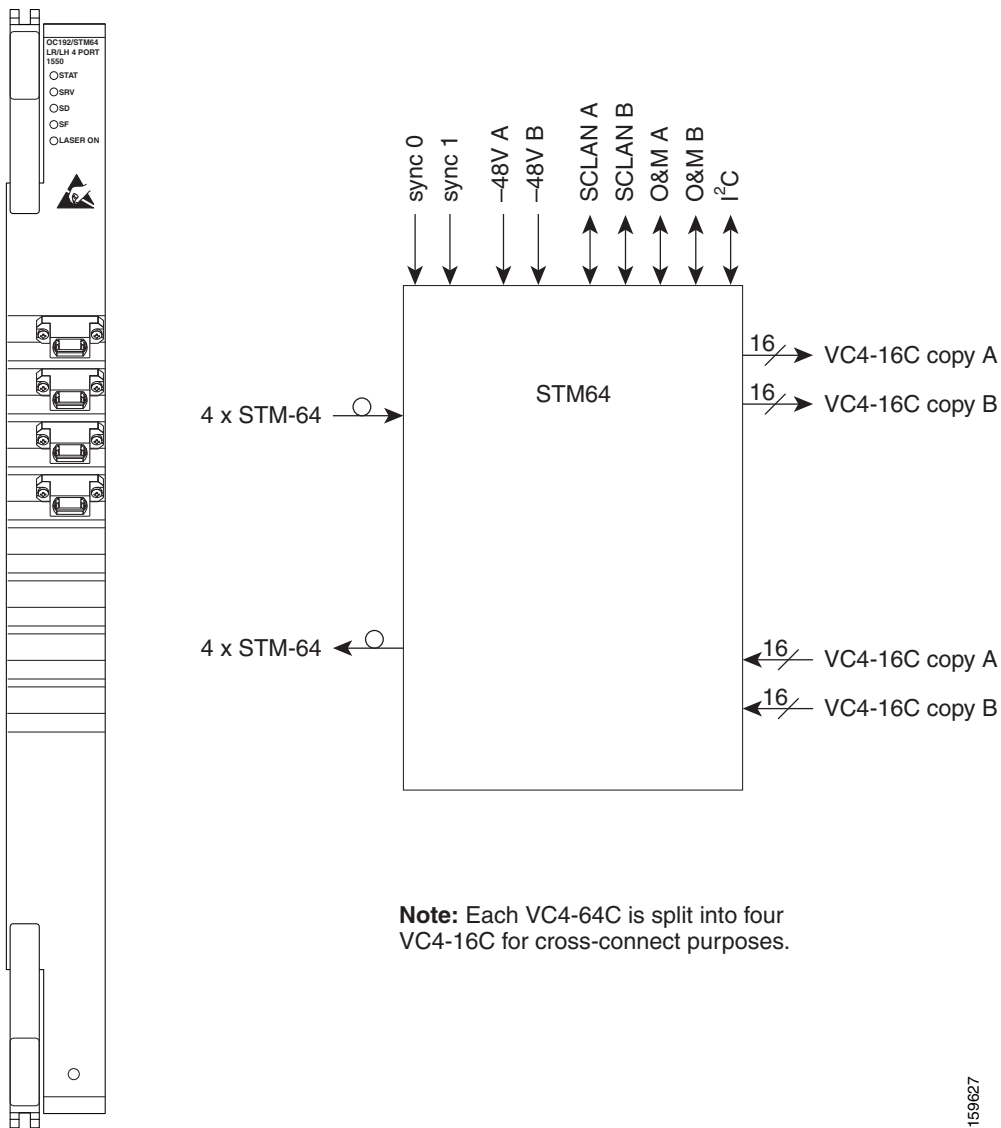 OC192/STM64
LR/LH 4 PORT
1550
STAT
SRV
SD
SF
LASER ON
sync 0
sync 1
–48V A
–48V B
SCLAN A
SCLAN B
O&M A
O&M B
I²C
4 x STM-64
4 x STM-64
STM64
16
VC4-16C copy A
16
VC4-16C copy B
16
VC4-16C copy A
16
VC4-16C copy B
Note: Each VC4-64C is split into four
VC4-16C for cross-connect purposes.
159627